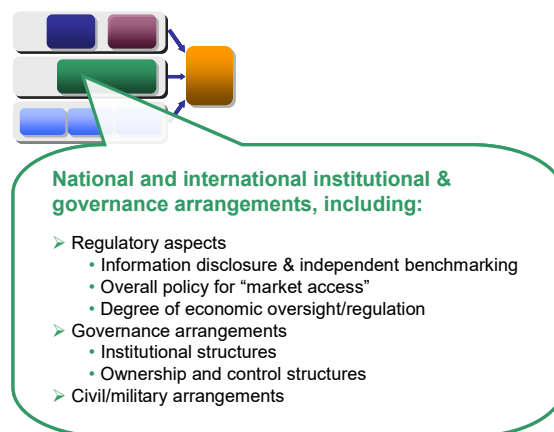 National and international institutional &
governance arrangements, including:
➢ Regulatory aspects
• Information disclosure & independent benchmarking
• Overall policy for “market access”
• Degree of economic oversight/regulation
➢ Governance arrangements
• Institutional structures
• Ownership and control structures
➢ Civil/military arrangements